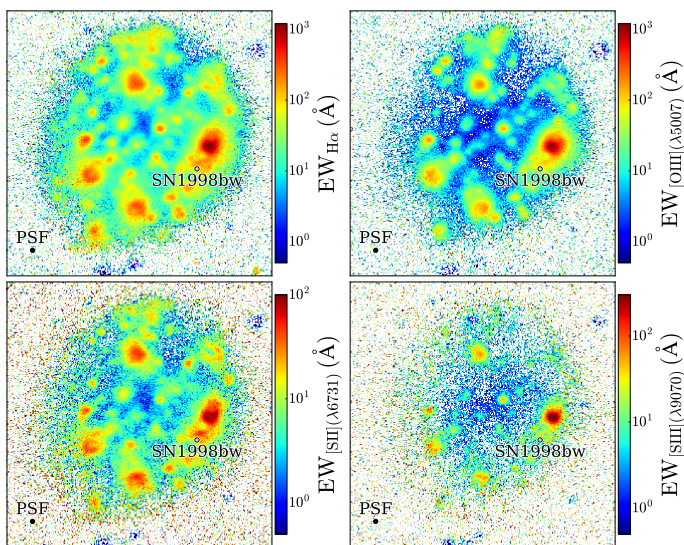 SN1998bw
PSF
10³
10²
10¹
10⁰
EW_Hα (Å)
SN1998bw
PSF
10³
10²
10¹
10⁰
EW_[OIII](λ5007) (Å)
SN1998bw
PSF
10²
10¹
10⁰
EW_[SII](λ6731) (Å)
SN1998bw
PSF
10²
10¹
10⁰
EW_[SIII](λ9070) (Å)